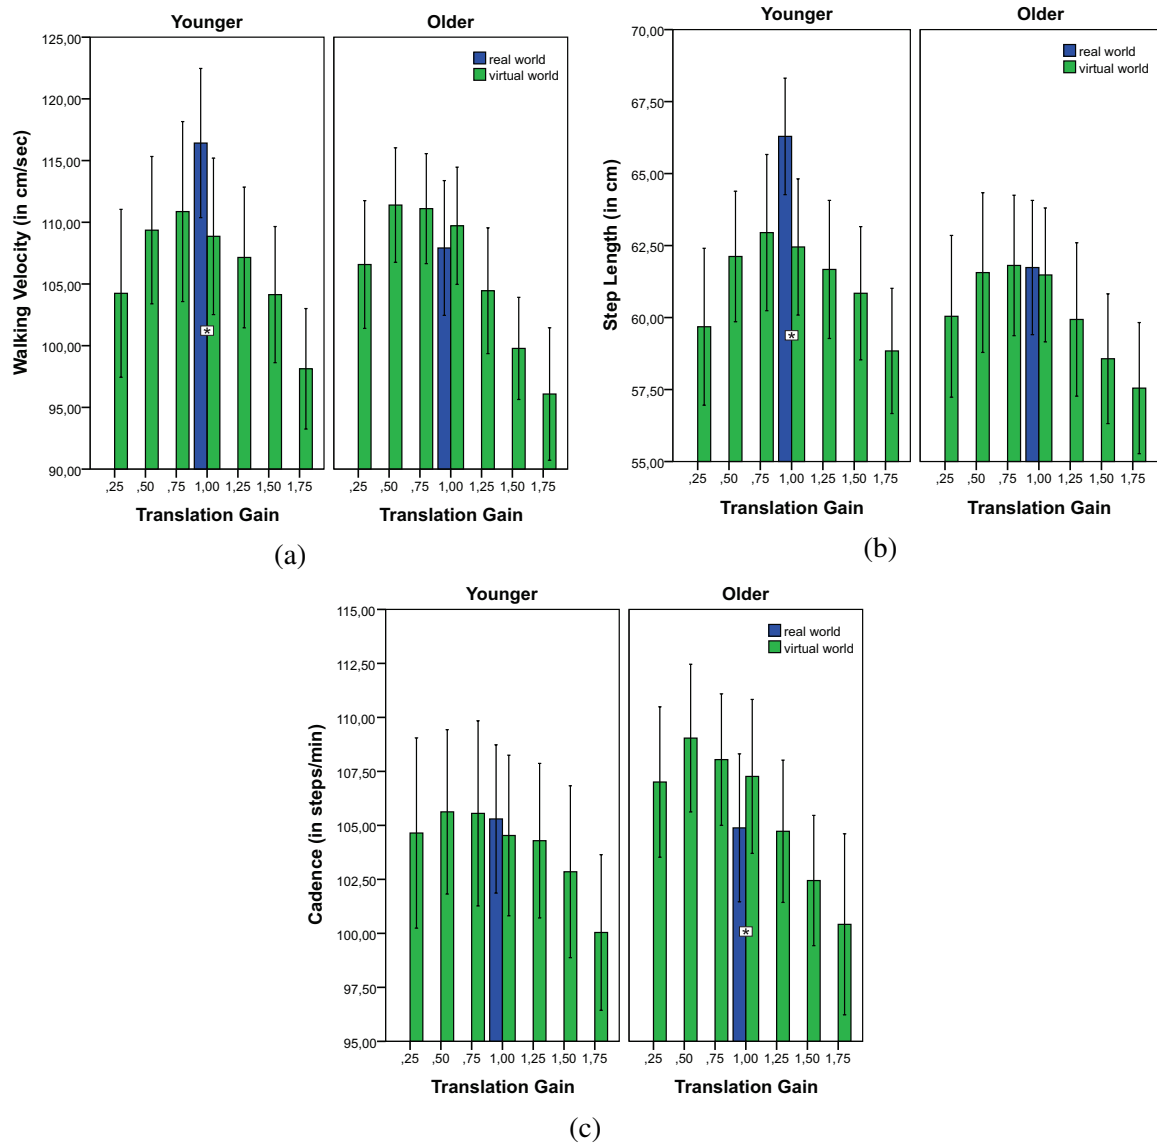 Younger
Older
125,00
120,00
115,00
110,00
105,00
100,00
95,00
90,00
Walking Velocity (in cm/sec)
real world
virtual world
*
,25 ,50 ,75 1,00 1,25 1,50 1,75
,25 ,50 ,75 1,00 1,25 1,50 1,75
Translation Gain
Translation Gain
(a)
Younger
Older
70,00
67,50
65,00
62,50
60,00
57,50
55,00
Step Length (in cm)
real world
virtual world
*
,25 ,50 ,75 1,00 1,25 1,50 1,75
,25 ,50 ,75 1,00 1,25 1,50 1,75
Translation Gain
Translation Gain
(b)
Younger
Older
115,00
112,50
110,00
107,50
105,00
102,50
100,00
97,50
95,00
Cadence (in steps/min)
real world
virtual world
*
,25 ,50 ,75 1,00 1,25 1,50 1,75
,25 ,50 ,75 1,00 1,25 1,50 1,75
Translation Gain
Translation Gain
(c)